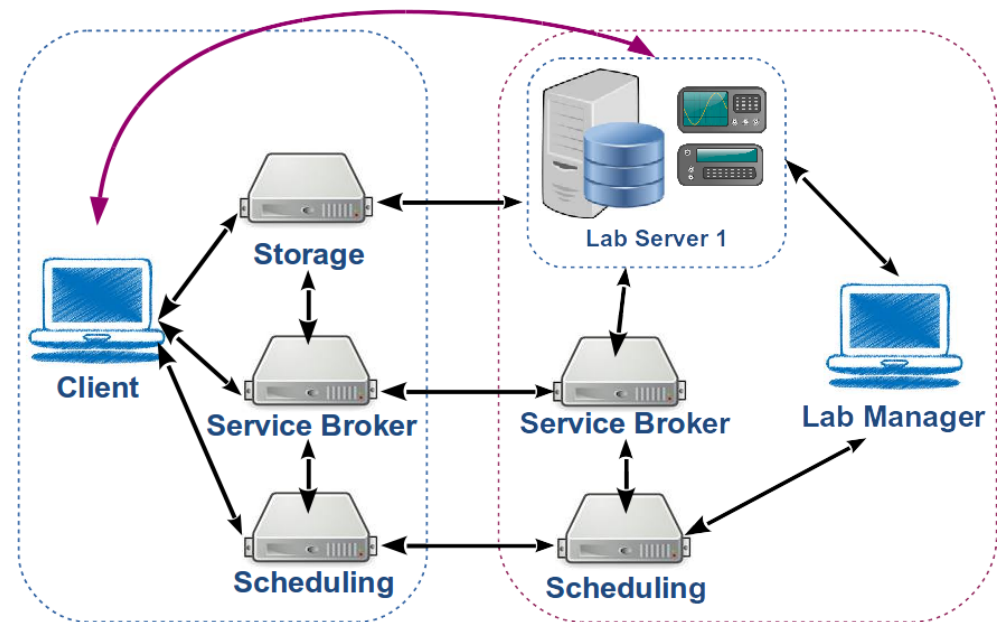 Lab Server 1
Storage
Client
Service Broker
Service Broker
Lab Manager
Scheduling
Scheduling